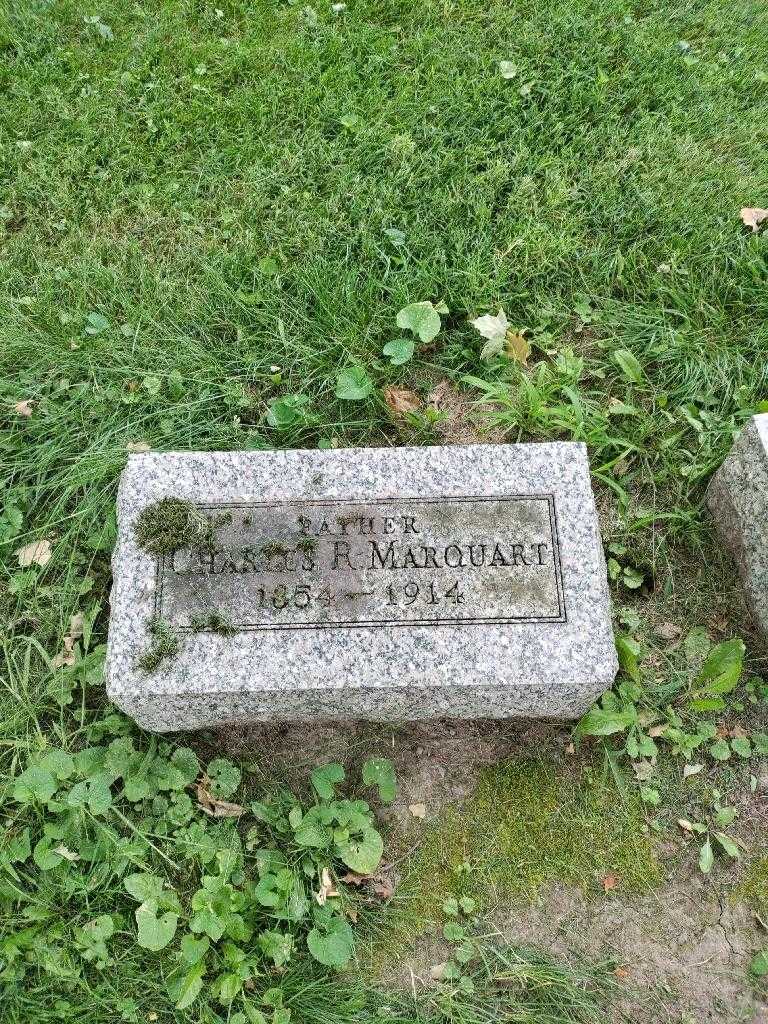 FATHER
CHARLES R. MARQUART
1854 — 1914